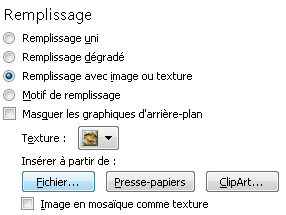 Remplissage
Remplissage uni
Remplissage dégradé
Remplissage avec image ou texture
Motif de remplissage
Masquer les graphiques d'arrière-plan
Texture :
Insérer à partir de :
Fichier... Presse-papiers ClipArt...
Image en mosaïque comme texture